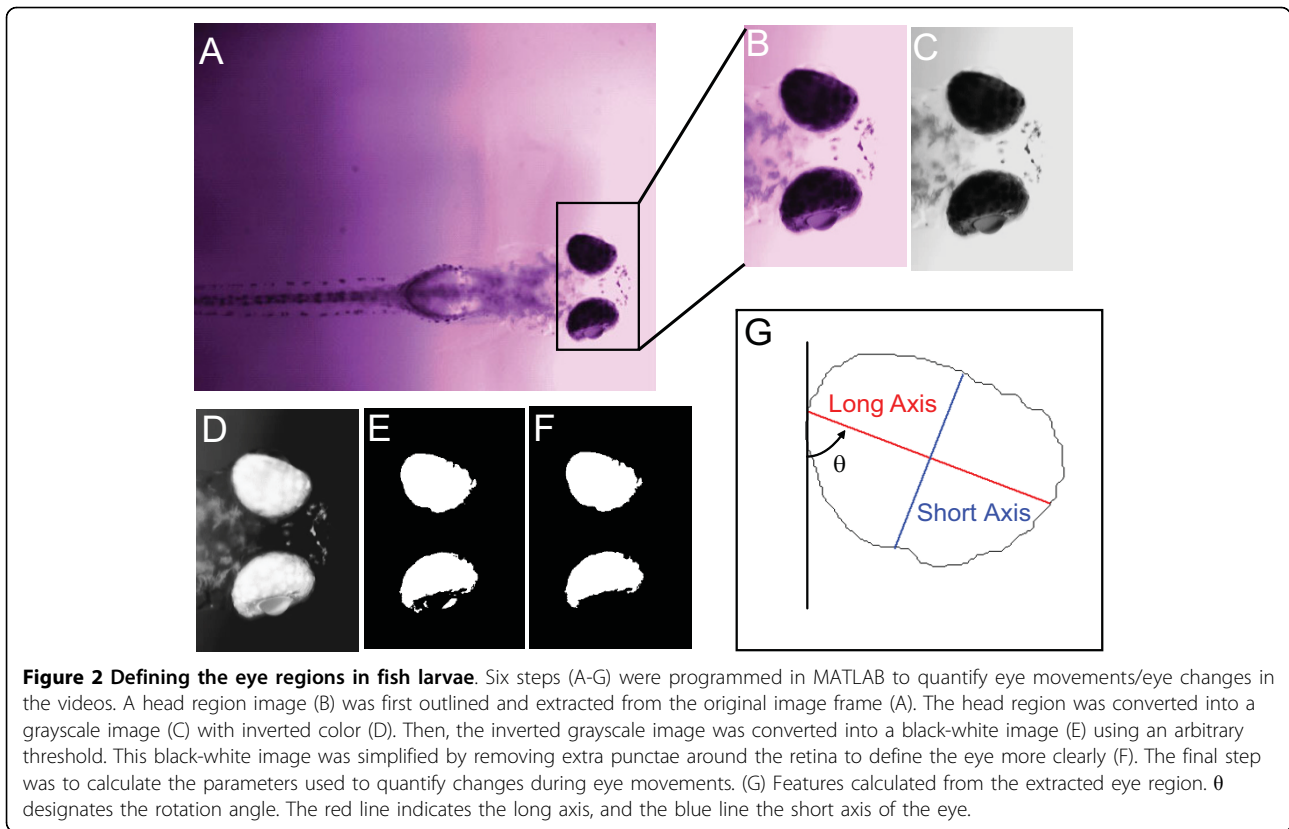 A
B
C
D
E
F
G
Long Axis
θ
Short Axis
Figure 2 Defining the eye regions in fish larvae. Six steps (A-G) were programmed in MATLAB to quantify eye movements/eye changes in
the videos. A head region image (B) was first outlined and extracted from the original image frame (A). The head region was converted into a
grayscale image (C) with inverted color (D). Then, the inverted grayscale image was converted into a black-white image (E) using an arbitrary
threshold. This black-white image was simplified by removing extra punctae around the retina to define the eye more clearly (F). The final step
was to calculate the parameters used to quantify changes during eye movements. (G) Features calculated from the extracted eye region. θ
designates the rotation angle. The red line indicates the long axis, and the blue line the short axis of the eye.